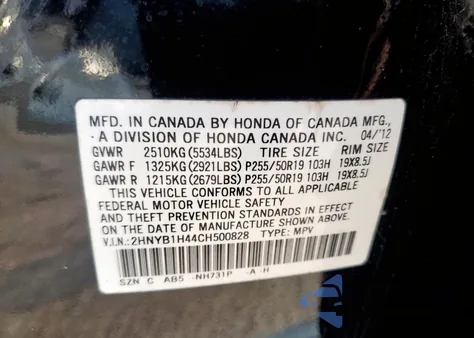 MFD. IN CANADA BY HONDA OF CANADA MFG.,
A DIVISION OF HONDA CANADA INC. 04/'12
GVWR 2510KG (5534LBS) TIRE SIZE RIM SIZE
GAWR F 1325KG (2921LBS) P255/50R19 103H 19X8.5J
GAWR R 1215KG (2679LBS) P255/50R19 103H 19X8.5J
THIS VEHICLE CONFORMS TO ALL APPLICABLE
FEDERAL MOTOR VEHICLE SAFETY
AND THEFT PREVENTION STANDARDS IN EFFECT ON
THE DATE OF MANUFACTURE SHOWN ABOVE.
V.I.N.: 2HNYB1H44CH500828 TYPE: MPV
SZN C AB5 -NH731P -A -H